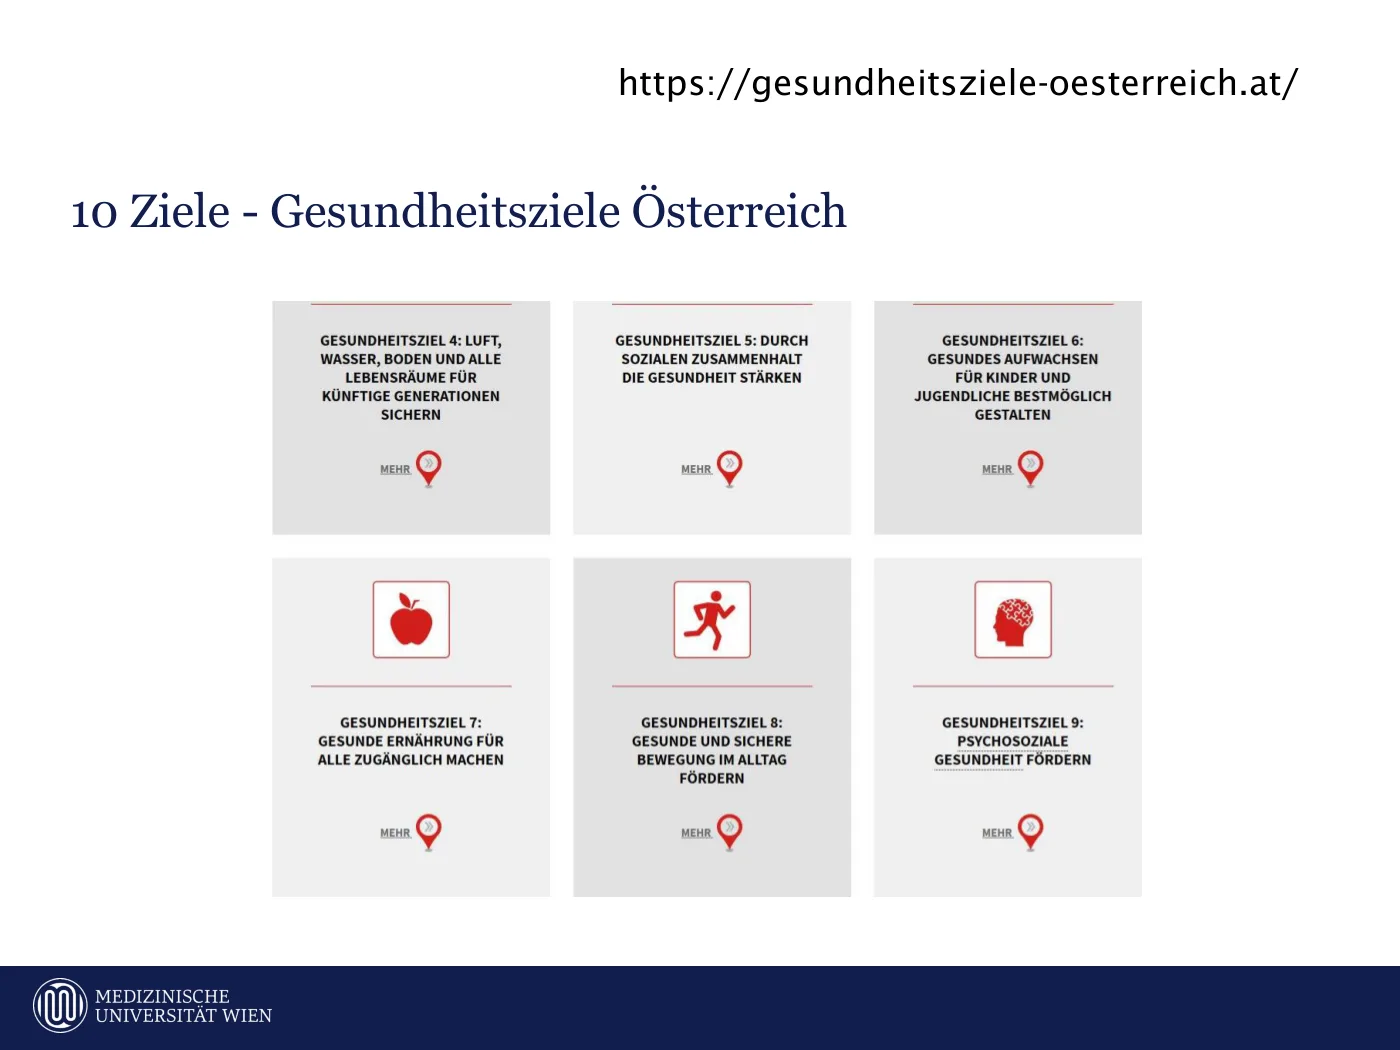 https://gesundheitsziele-oesterreich.at/
10 Ziele - Gesundheitsziele Österreich
GESUNDHEITSZIEL 4: LUFT,
WASSER, BODEN UND ALLE
LEBENSRÄUME FÜR
KÜNFTIGE GENERATIONEN
SICHERN
MEHR
GESUNDHEITSZIEL 5: DURCH
SOZIALEN ZUSAMMENHALT
DIE GESUNDHEIT STÄRKEN
MEHR
GESUNDHEITSZIEL 6:
GESUNDES AUFWACHSEN
FÜR KINDER UND
JUGENDLICHE BESTMÖGLICH
GESTALTEN
MEHR
GESUNDHEITSZIEL 7:
GESUNDE ERNÄHRUNG FÜR
ALLE ZUGÄNGLICH MACHEN
MEHR
GESUNDHEITSZIEL 8:
GESUNDE UND SICHERE
BEWEGUNG IM ALLTAG
FÖRDERN
MEHR
GESUNDHEITSZIEL 9:
PSYCHOSOZIALE
GESUNDHEIT FÖRDERN
MEHR
MEDIZINISCHE
UNIVERSITÄT WIEN